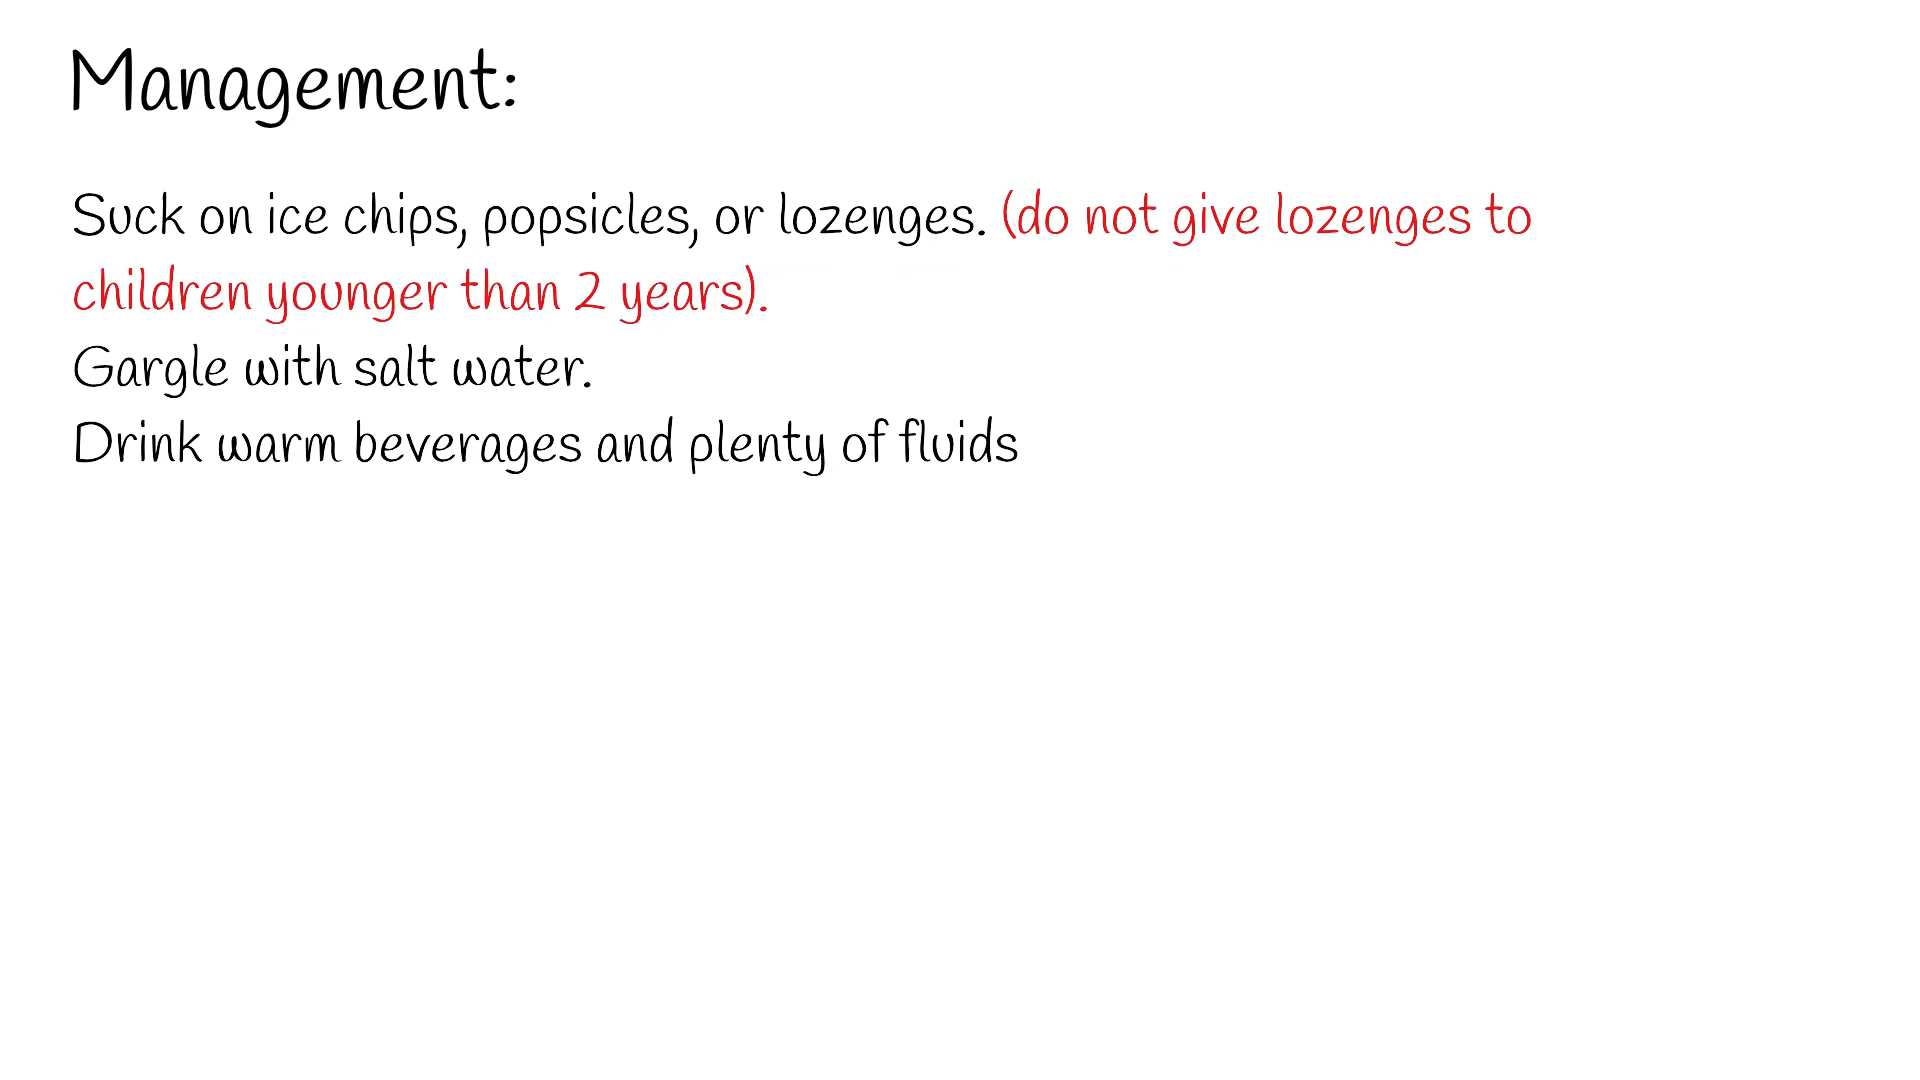 Management:
Suck on ice chips, popsicles, or lozenges. (do not give lozenges to
children younger than 2 years).
Gargle with salt water.
Drink warm beverages and plenty of fluids